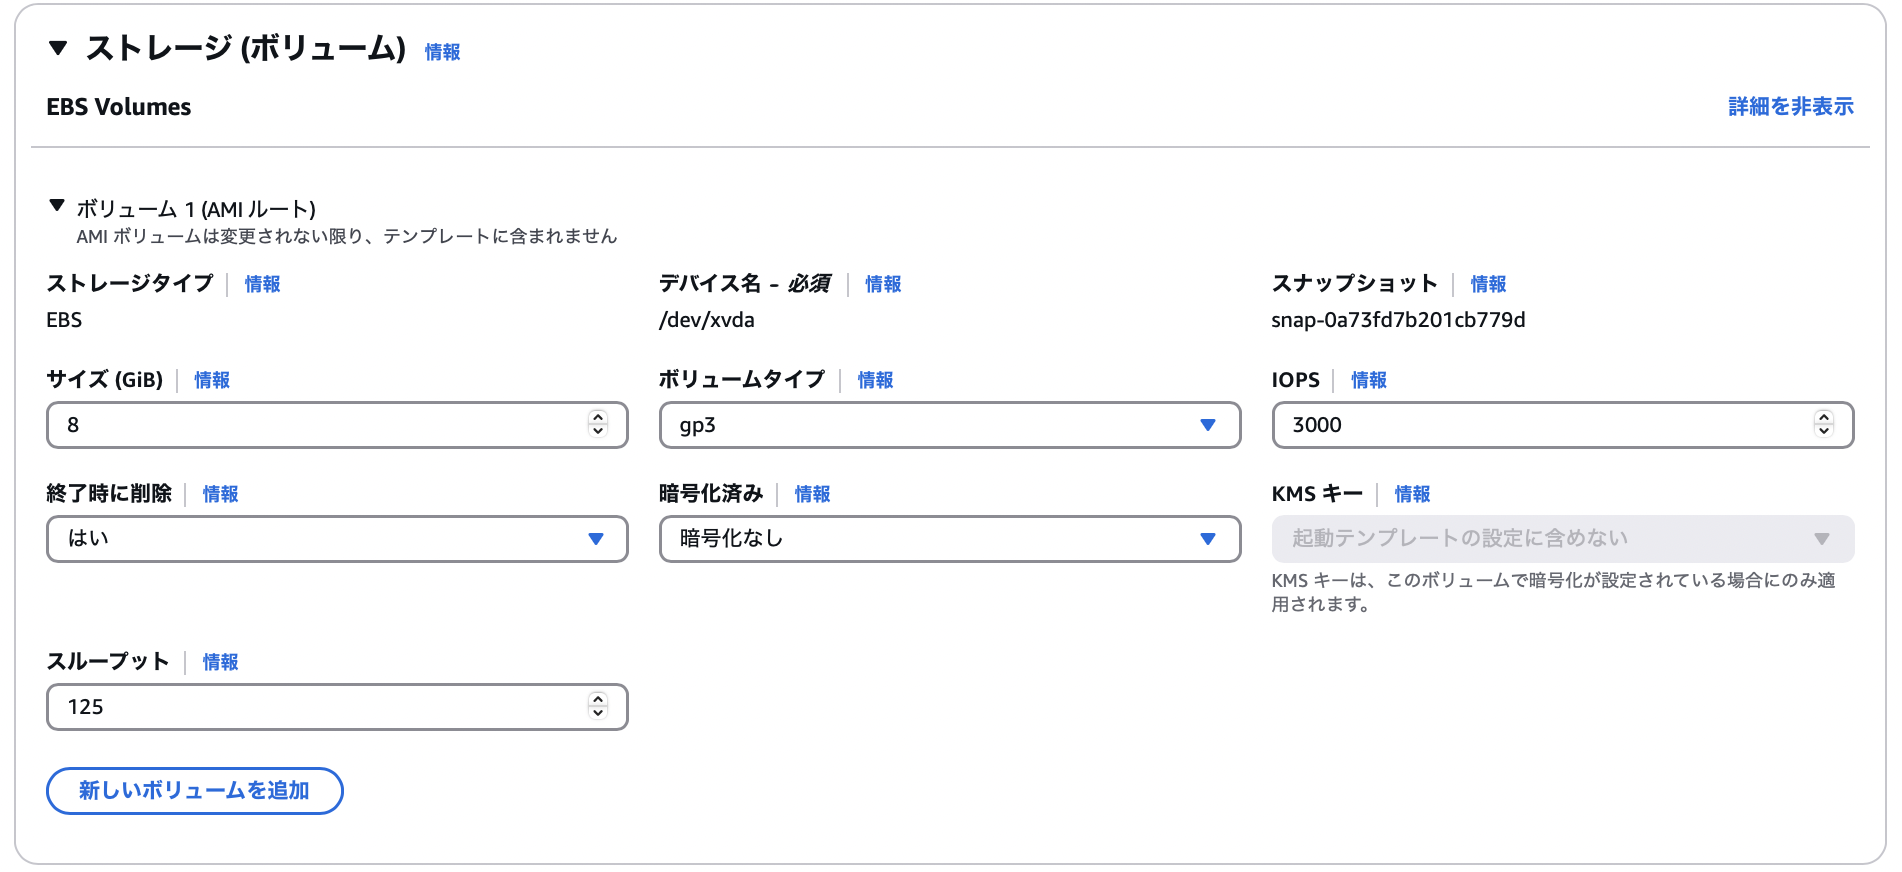 ストレージ (ボリューム) 情報
EBS Volumes 詳細を非表示
ボリューム 1 (AMI ルート)
AMI ボリュームは変更されない限り、テンプレートに含まれません
ストレージタイプ 情報 デバイス名 - 必須 情報 スナップショット 情報
EBS /dev/xvda snap-0a73fd7b201cb779d
サイズ (GiB) 情報 ボリュームタイプ 情報 IOPS 情報
8 gp3 3000
終了時に削除 情報 暗号化済み 情報 KMS キー 情報
はい 暗号化なし 起動テンプレートの設定に含めない
KMS キーは、このボリュームで暗号化が設定されている場合にのみ適
用されます。
スループット 情報
125
新しいボリュームを追加